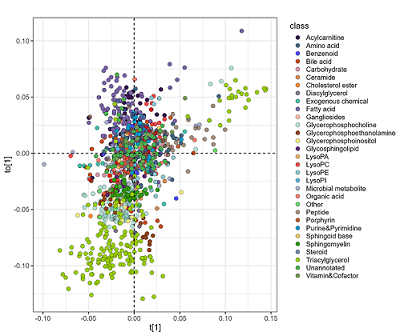 class
0.10
0.05
0.00
-0.05
-0.10
to[1]
-0.10
-0.05
0.00
0.05
0.10
0.15
t[1]
Acylcarnitine
Amino acid
Benzenoid
Bile acid
Carbohydrate
Ceramide
Cholesterol ester
Diacylglycerol
Exogenous chemical
Fatty acid
Gangliosides
Glycerophosphocholine
Glycerophosphoethanolamine
Glycerophosphoinositol
Glycosphingolipid
LysoPA
LysoPC
LysoPE
LysoPI
Microbial metabolite
Organic acid
Other
Peptide
Porphyrin
Purine&Pyrimidine
Sphingoid base
Sphingomyelin
Steroid
Triacylglycerol
Unannotated
Vitamin&Cofactor